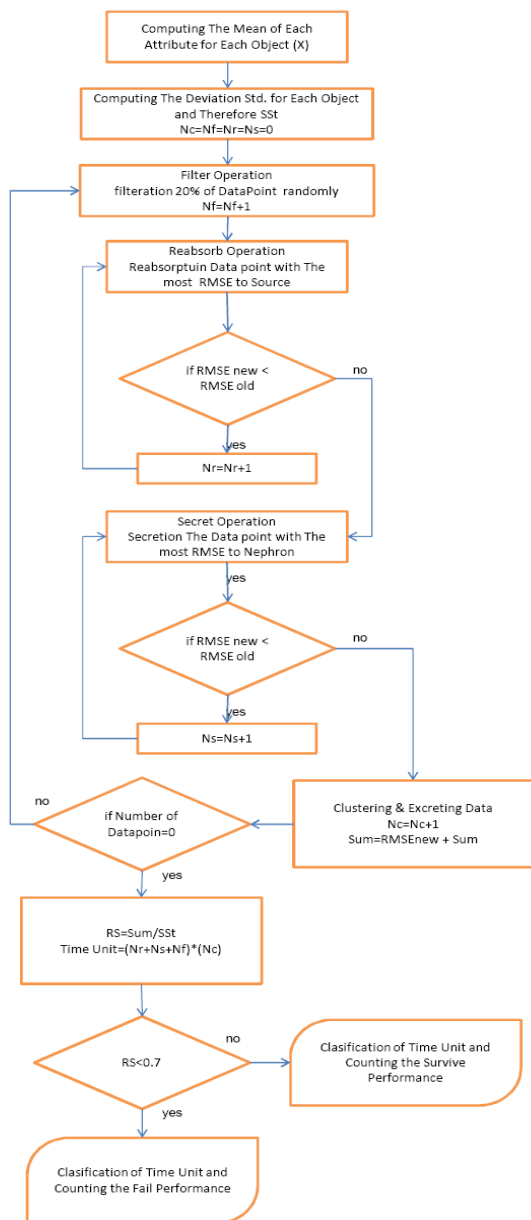 Computing The Mean of Each
Attribute for Each Object (X)
Computing The Deviation Std. for Each Object
and Therefore SSt
Nc=Nf=Nr=Ns=0
Filter Operation
filteration 20% of DataPoint randomly
Nf=Nf+1
Reabsorb Operation
Reabsorptuin Data point with The
most RMSE to Source
if RMSE new <
RMSE old
no
yes
Nr=Nr+1
Secret Operation
Secretion The Data point with The
most RMSE to Nephron
yes
if RMSE new <
RMSE old
no
yes
Ns=Ns+1
Clustering & Excreting Data
Nc=Nc+1
Sum=RMSEnew + Sum
no
if Number of
Datapoin=0
yes
RS=Sum/SSt
Time Unit=(Nr+Ns+Nf)*(Nc)
RS<0.7
no
Clasification of Time Unit and
Counting the Survive
Performance
yes
Clasification of Time Unit and
Counting the Fail Performance